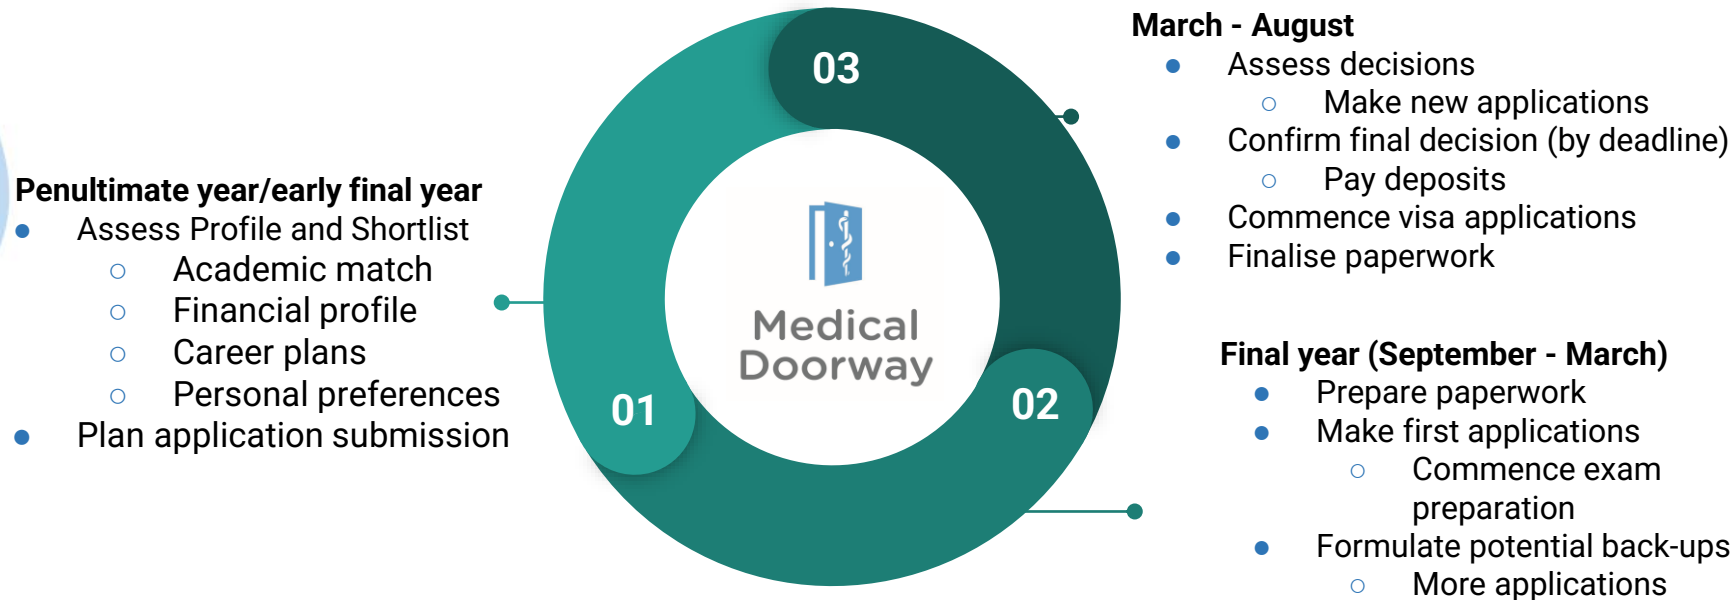 Penultimate year/early final year
● Assess Profile and Shortlist
○ Academic match
○ Financial profile
○ Career plans
○ Personal preferences
● Plan application submission
01
02
03
Medical
Doorway
March - August
● Assess decisions
○ Make new applications
● Confirm final decision (by deadline)
○ Pay deposits
● Commence visa applications
● Finalise paperwork
Final year (September - March)
● Prepare paperwork
● Make first applications
○ Commence exam
preparation
● Formulate potential back-ups
○ More applications